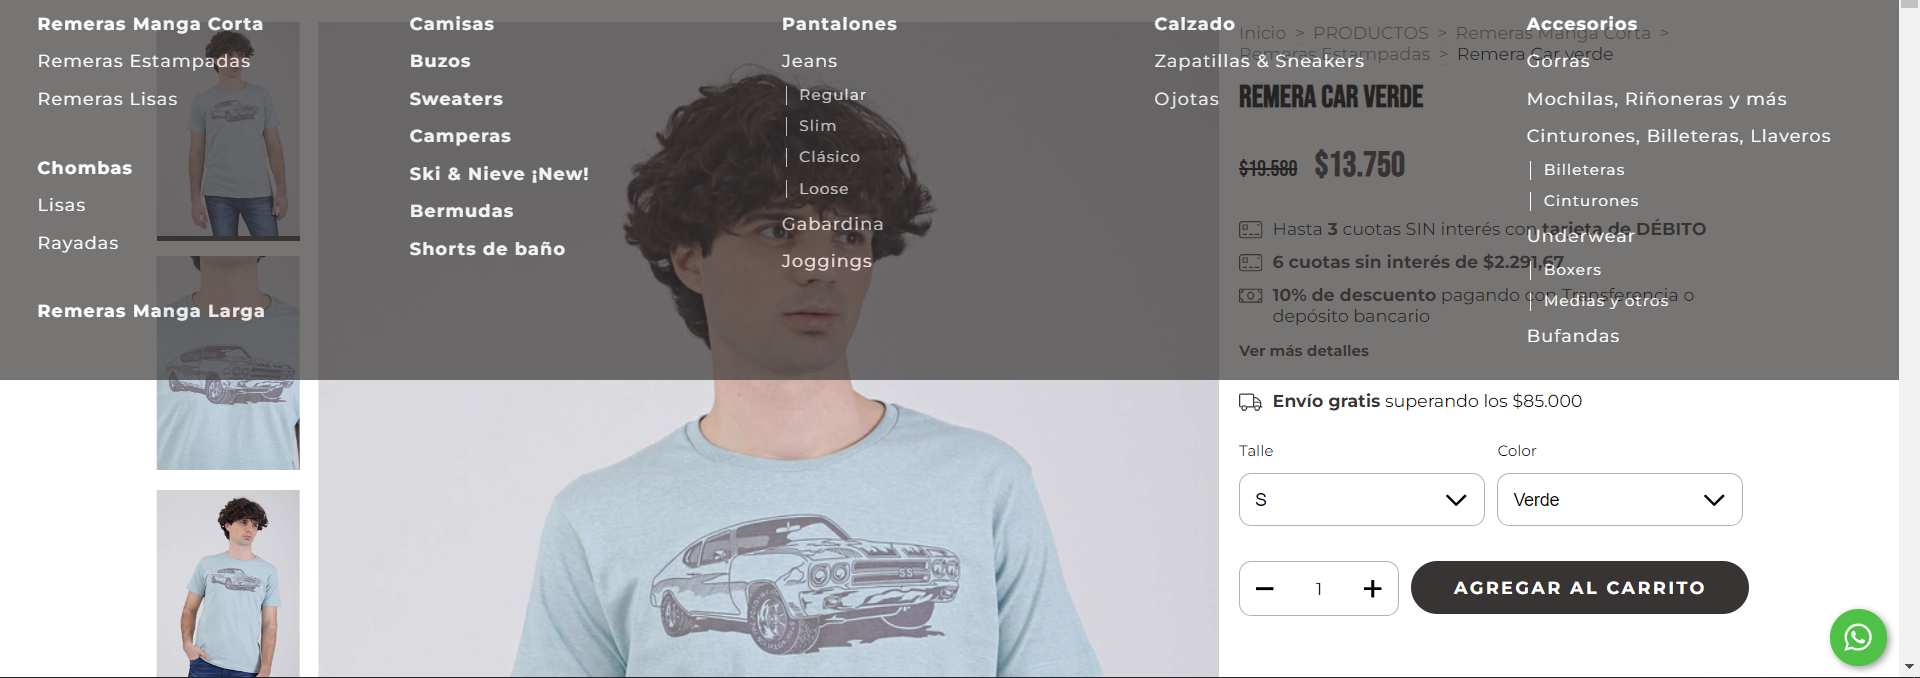 Remeras Manga Corta
Remeras Estampadas
Remeras Lisas
Chombas
Lisas
Rayadas
Remeras Manga Larga
Camisas
Buzos
Sweaters
Camperas
Ski & Nieve ¡New!
Bermudas
Shorts de baño
Pantalones
Jeans
Regular
Slim
Clásico
Loose
Gabardina
Joggings
Calzado
Zapatillas & Sneakers
Ojotas
Accesorios
Gorras
Mochilas, Riñoneras y más
Cinturones, Billeteras, Llaveros
Billeteras
Cinturones
Underwear
Boxers
Medias y otros
Bufandas
Inicio > PRODUCTOS > Remeras Manga Corta >
Remeras Estampadas > Remera Car verde
REMERA CAR VERDE
$19.580 $13.750
Hasta 3 cuotas SIN interés con tarjeta de DÉBITO
6 cuotas sin interés de $2.291,67
10% de descuento pagando con Transferencia o
depósito bancario
Ver más detalles
Envío gratis superando los $85.000
Talle Color
S Verde
1 AGREGAR AL CARRITO
SS